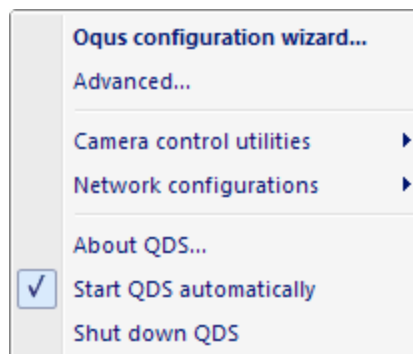 Oqus configuration wizard...
Advanced...
Camera control utilities
Network configurations
About QDS...
Start QDS automatically
Shut down QDS